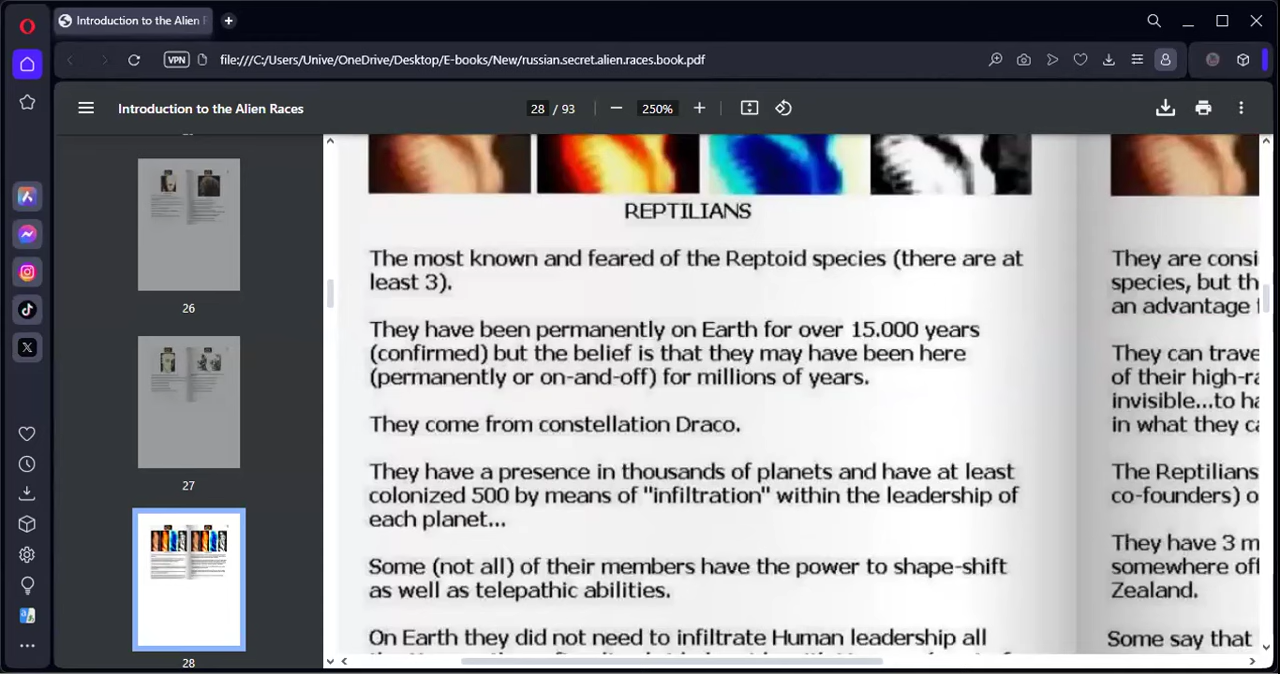 Introduction to the Alien R
VPN
file:///C:/Users/Unive/OneDrive/Desktop/E-books/New/russian.secret.alien.races.book.pdf
Introduction to the Alien Races
28 / 93
250%
26
27
28
REPTILIANS
The most known and feared of the Reptoid species (there are at
least 3).
They have been permanently on Earth for over 15.000 years
(confirmed) but the belief is that they may have been here
(permanently or on-and-off) for millions of years.
They come from constellation Draco.
They have a presence in thousands of planets and have at least
colonized 500 by means of "infiltration" within the leadership of
each planet...
Some (not all) of their members have the power to shape-shift
as well as telepathic abilities.
On Earth they did not need to infiltrate Human leadership all
They are consi
species, but th
an advantage
They can trave
of their high-ra
invisible...to ha
in what they ca
The Reptilians
co-founders) o
They have 3 m
somewhere off
Zealand.
Some say that